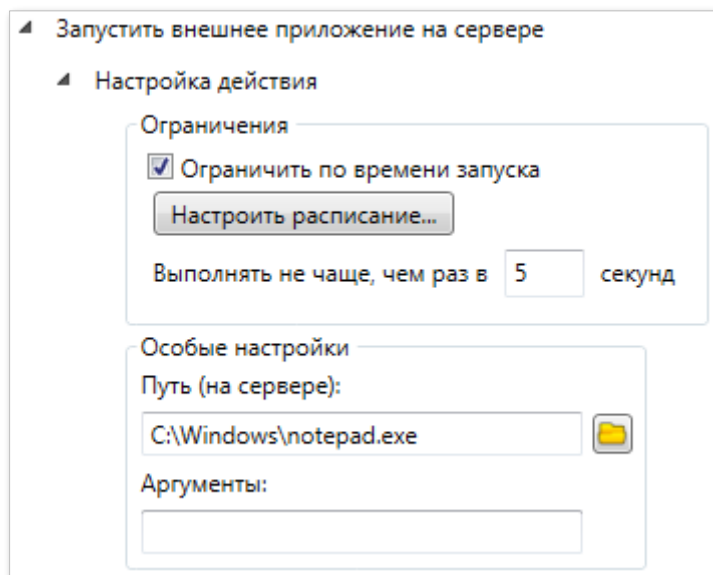 Запустить внешнее приложение на сервере
Настройка действия
Ограничения
Ограничить по времени запуска
Настроить расписание...
Выполнять не чаще, чем раз в 5 секунд
Особые настройки
Путь (на сервере):
C:\Windows\notepad.exe
Аргументы: